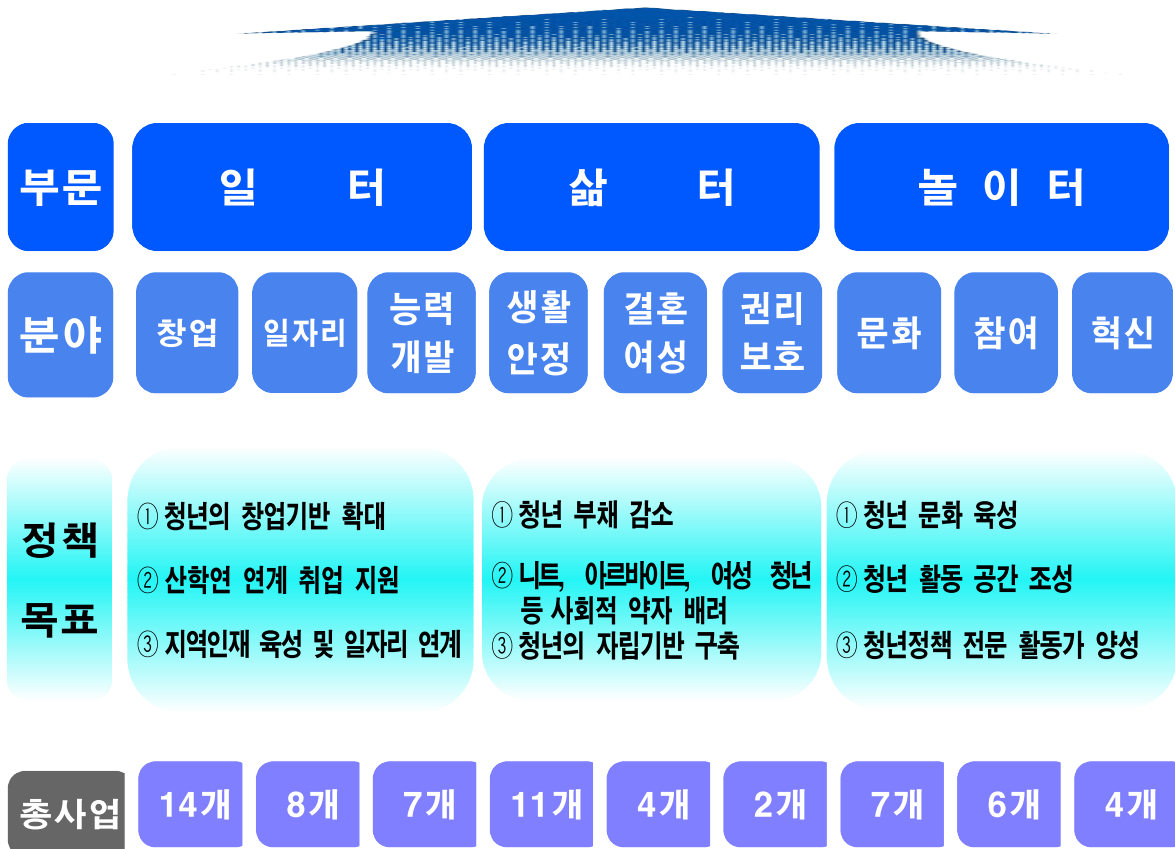 부문
일 터
삶 터
놀 이 터
분야
창업
일자리
능력
개발
생활
안정
결혼
여성
권리
보호
문화
참여
혁신
정책
목표
① 청년의 창업기반 확대
② 산학연 연계 취업 지원
③ 지역인재 육성 및 일자리 연계
① 청년 부채 감소
② 니트, 아르바이트, 여성 청년
등 사회적 약자 배려
③ 청년의 자립기반 구축
① 청년 문화 육성
② 청년 활동 공간 조성
③ 청년정책 전문 활동가 양성
총사업
14개
8개
7개
11개
4개
2개
7개
6개
4개